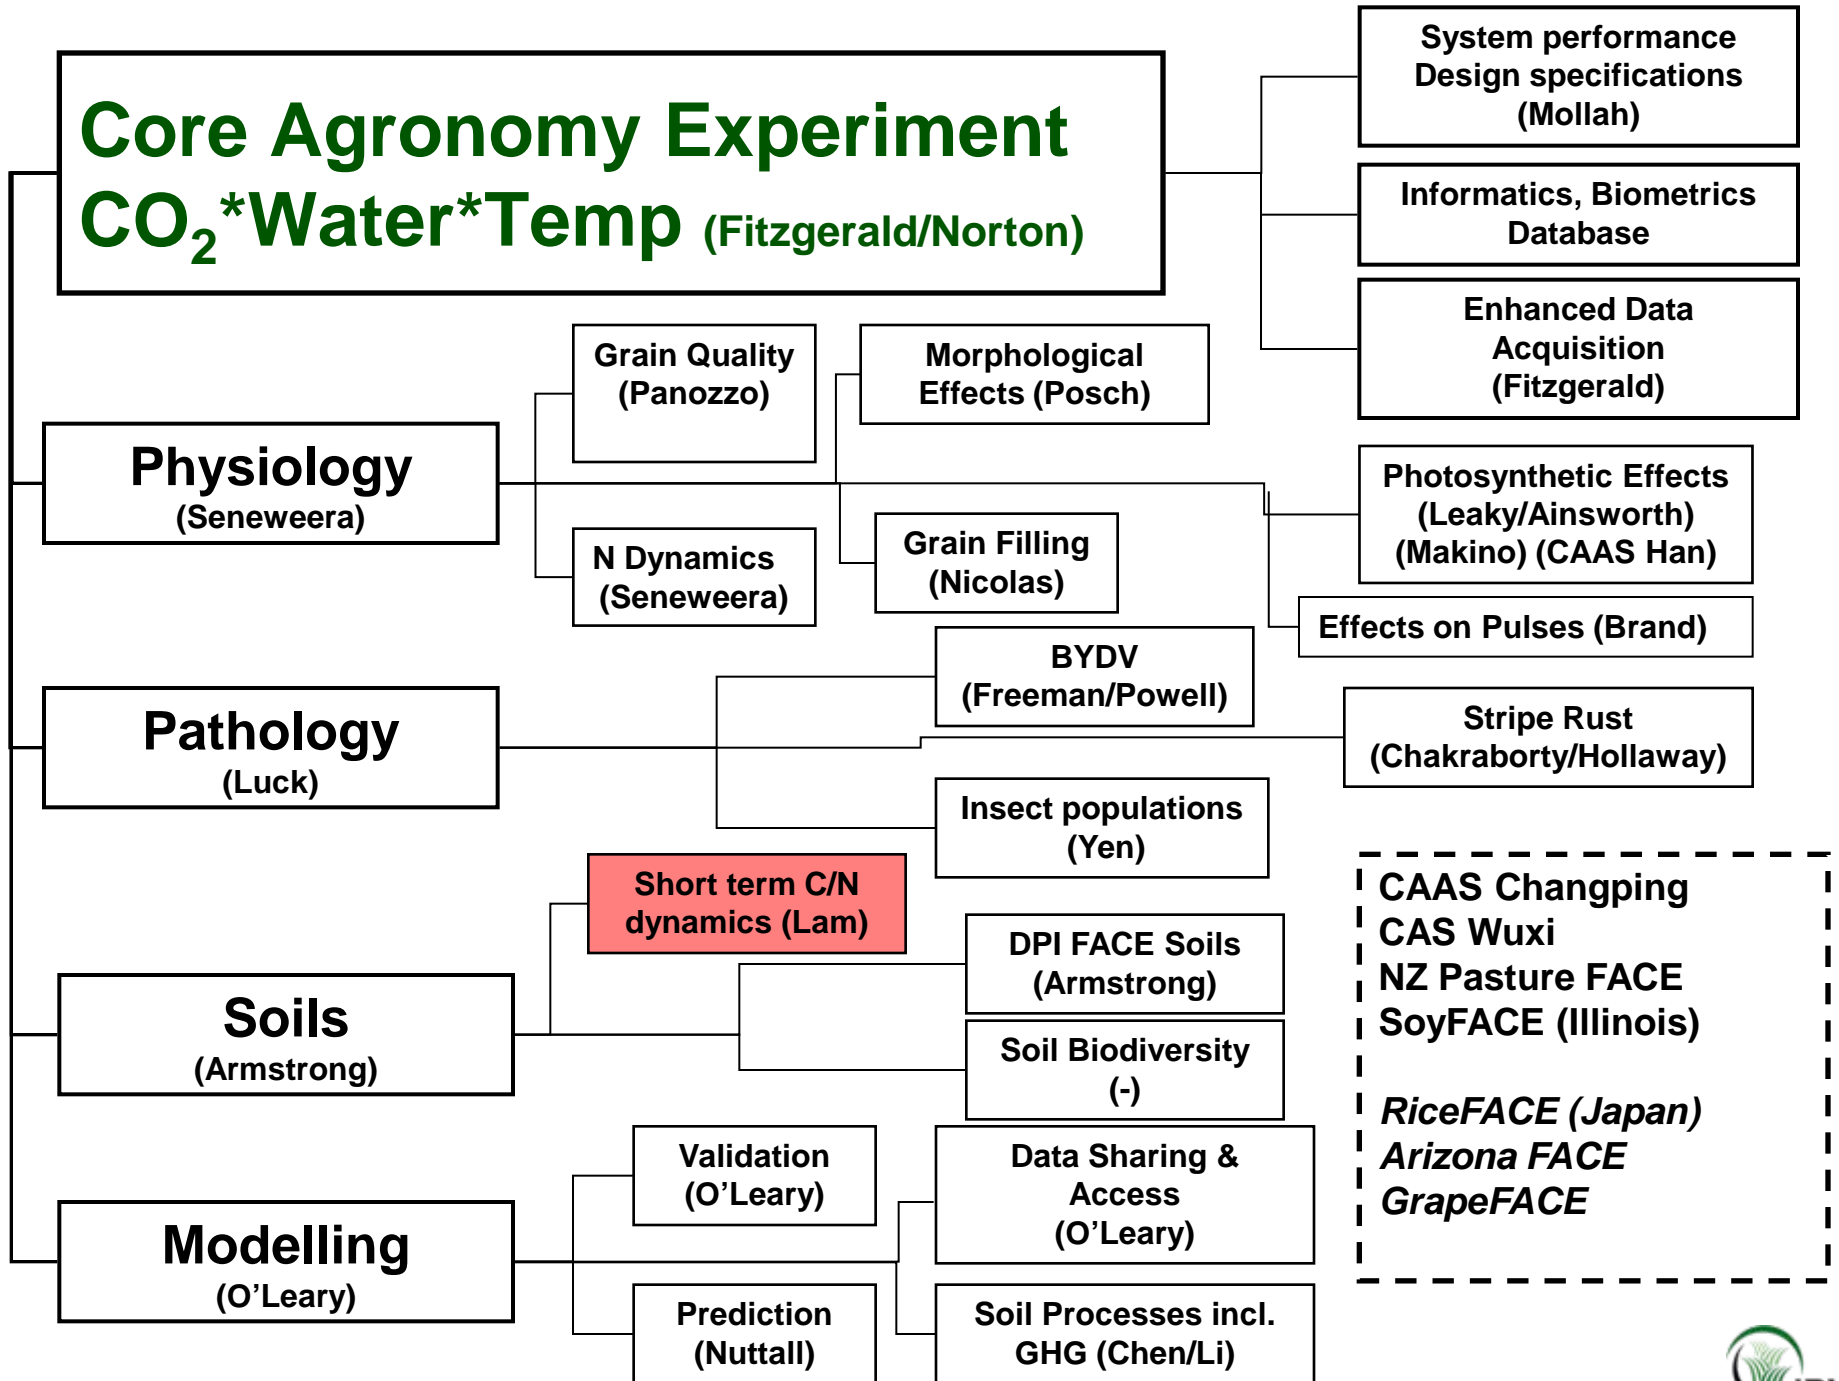 Core Agronomy Experiment
CO2*Water*Temp (Fitzgerald/Norton)
System performance
Design specifications
(Mollah)
Informatics, Biometrics
Database
Enhanced Data
Acquisition
(Fitzgerald)
Physiology
(Seneweera)
Grain Quality
(Panozzo)
Morphological
Effects (Posch)
N Dynamics
(Seneweera)
Grain Filling
(Nicolas)
Photosynthetic Effects
(Leaky/Ainsworth)
(Makino) (CAAS Han)
Effects on Pulses (Brand)
Pathology
(Luck)
BYDV
(Freeman/Powell)
Stripe Rust
(Chakraborty/Hollaway)
Insect populations
(Yen)
Soils
(Armstrong)
Short term C/N
dynamics (Lam)
DPI FACE Soils
(Armstrong)
Soil Biodiversity
(-)
Modelling
(O’Leary)
Validation
(O’Leary)
Data Sharing &
Access
(O’Leary)
Prediction
(Nuttall)
Soil Processes incl.
GHG (Chen/Li)
CAAS Changping
CAS Wuxi
NZ Pasture FACE
SoyFACE (Illinois)
RiceFACE (Japan)
Arizona FACE
GrapeFACE